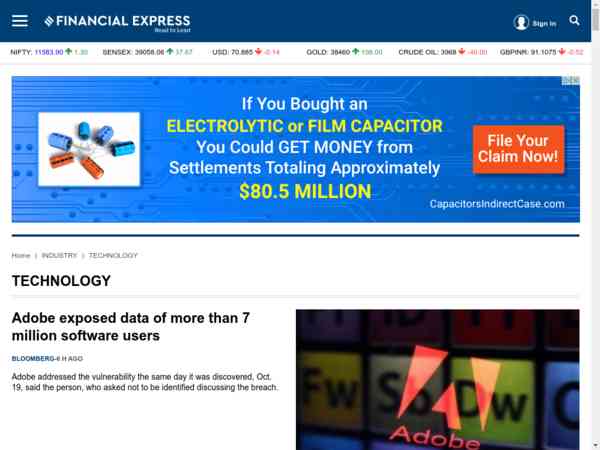 FINANCIAL EXPRESS
Read to Lead
Sign In
NIFTY: 11583.90 1.30 SENSEX: 39058.06 37.67 USD: 70.885 -0.14 GOLD: 38460 198.00 CRUDE OIL: 3968 -40.00 GBPINR: 91.1075 -0.52
If You Bought an
ELECTROLYTIC or FILM CAPACITOR
You Could GET MONEY from
Settlements Totaling Approximately
$80.5 MILLION
File Your
Claim Now!
CapacitorsIndirectCase.com
Home | INDUSTRY | TECHNOLOGY
TECHNOLOGY
Adobe exposed data of more than 7
million software users
BLOOMBERG-6 H AGO
Adobe addressed the vulnerability the same day it was discovered, Oct.
19, said the person, who asked not to be identified discussing the breach.
Fw Sb Dw
Adobe